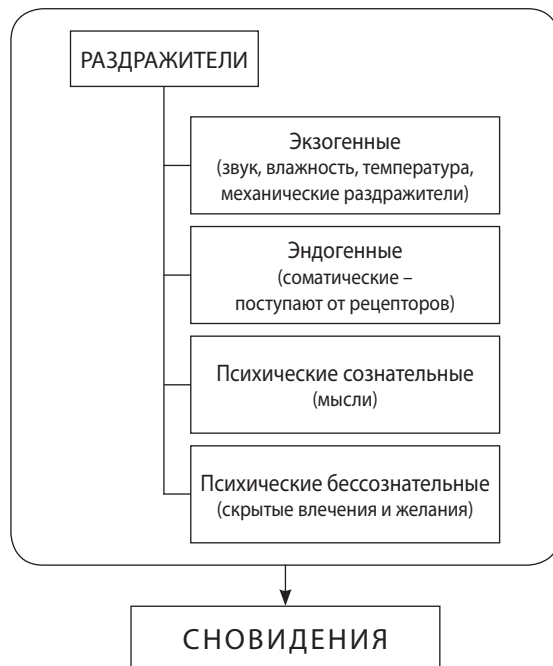 РАЗДРАЖИТЕЛИ
Экзогенные
(звук, влажность, температура,
механические раздражители)
Эндогенные
(соматические –
поступают от рецепторов)
Психические сознательные
(мысли)
Психические бессознательные
(скрытые влечения и желания)
СНОВИДЕНИЯ